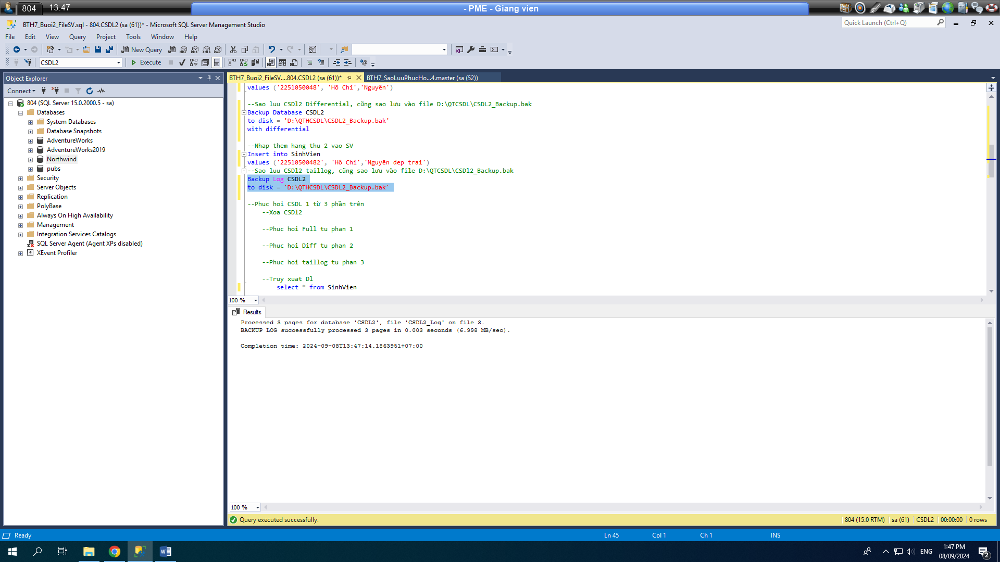 804
13:47
- PME - Giang vien
BTH7_Buoi2_FileSV.sql - 804.CSDL2 (sa (61))* - Microsoft SQL Server Management Studio
Quick Launch (Ctrl+Q)
File Edit View Query Project Tools Window Help
New Query
MDX DMX XMLA DAX
CSDL2
Execute
Object Explorer
Connect
804 (SQL Server 15.0.2000.5 - sa)
Databases
System Databases
Database Snapshots
AdventureWorks
AdventureWorks2019
Northwind
pubs
Security
Server Objects
Replication
PolyBase
Always On High Availability
Management
Integration Services Catalogs
SQL Server Agent (Agent XPs disabled)
XEvent Profiler
BTH7_Buoi2_FileSV....804.CSDL2 (sa (61))*
BTH7_SaoLuuPhucHo...4.master (sa (52))
values ('2251050048', 'Hồ Chí','Nguyên')
--Sao luu CSDl2 Differential, cũng sao lưu vào file D:\QTCSDL\CSDL2_Backup.bak
Backup Database CSDL2
to disk = 'D:\QTHCSDL\CSDL2_Backup.bak'
with differential
--Nhap them hang thu 2 vao SV
Insert into SinhVien
values ('22510500482', 'Hồ Chí','Nguyên dep trai')
--Sao luu CSDl2 taillog, cũng sao lưu vào file D:\QTCSDL\CSDl2_Backup.bak
Backup Log CSDL2
to disk = 'D:\QTHCSDL\CSDL2_Backup.bak'
--Phuc hoi CSDL 1 từ 3 phần trên
--Xoa CSDl2
--Phuc hoi Full tu phan 1
--Phuc hoi Diff tu phan 2
--Phuc hoi taillog tu phan 3
--Truy xuat Dl
select * from SinhVien
100 %
Results
Processed 3 pages for database 'CSDL2', file 'CSDL2_Log' on file 3.
BACKUP LOG successfully processed 3 pages in 0.003 seconds (6.998 MB/sec).
Completion time: 2024-09-08T13:47:14.1863951+07:00
100 %
Query executed successfully.
804 (15.0 RTM)
sa (61)
CSDL2
00:00:00
0 rows
Ready
Ln 45
Col 1
Ch 1
INS
ENG
1:47 PM
08/09/2024
2